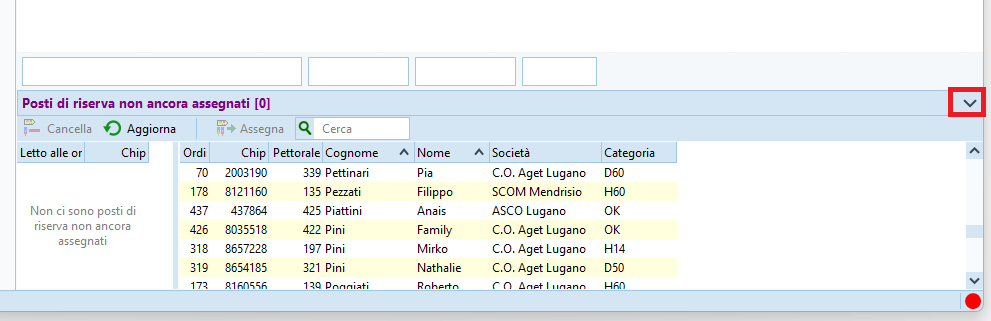 Posti di riserva non ancora assegnati [0]
Cancella Aggiorna Assegna Cerca
Letto alle or Chip
Non ci sono posti di
riserva non ancora
assegnati
Ordi Chip Pettorale Cognome Nome Società Categoria
70 2003190 339 Pettinari Pia C.O. Aget Lugano D60
178 8121160 135 Pezzati Filippo SCOM Mendrisio H60
437 437864 425 Piattini Anais ASCO Lugano OK
426 8035518 422 Pini Family C.O. Aget Lugano OK
318 8657228 197 Pini Mirko C.O. Aget Lugano H14
319 8654185 321 Pini Nathalie C.O. Aget Lugano D50
173 8160556 139 Poggiati Roberto C.O. Aget Lugano H60